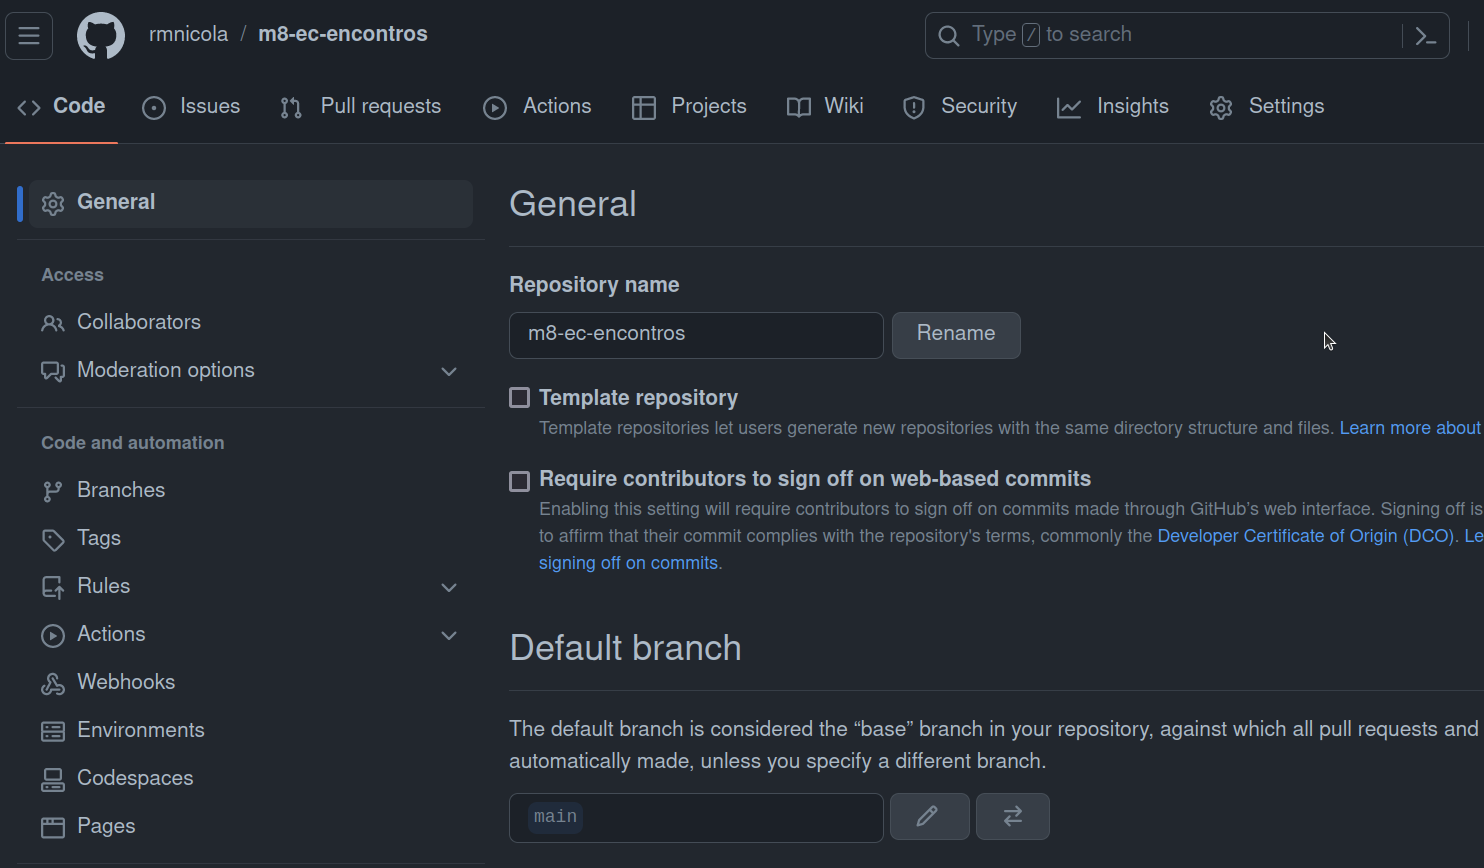 rmnicola / m8-ec-encontros
Type / to search
Code Issues Pull requests Actions Projects Wiki Security Insights Settings
General
Access
Collaborators
Moderation options
Code and automation
Branches
Tags
Rules
Actions
Webhooks
Environments
Codespaces
Pages
General
Repository name
m8-ec-encontros Rename
Template repository
Template repositories let users generate new repositories with the same directory structure and files. Learn more about
Require contributors to sign off on web-based commits
Enabling this setting will require contributors to sign off on commits made through GitHub’s web interface. Signing off is
to affirm that their commit complies with the repository's terms, commonly the Developer Certificate of Origin (DCO). Le
signing off on commits.
Default branch
The default branch is considered the “base” branch in your repository, against which all pull requests and
automatically made, unless you specify a different branch.
main